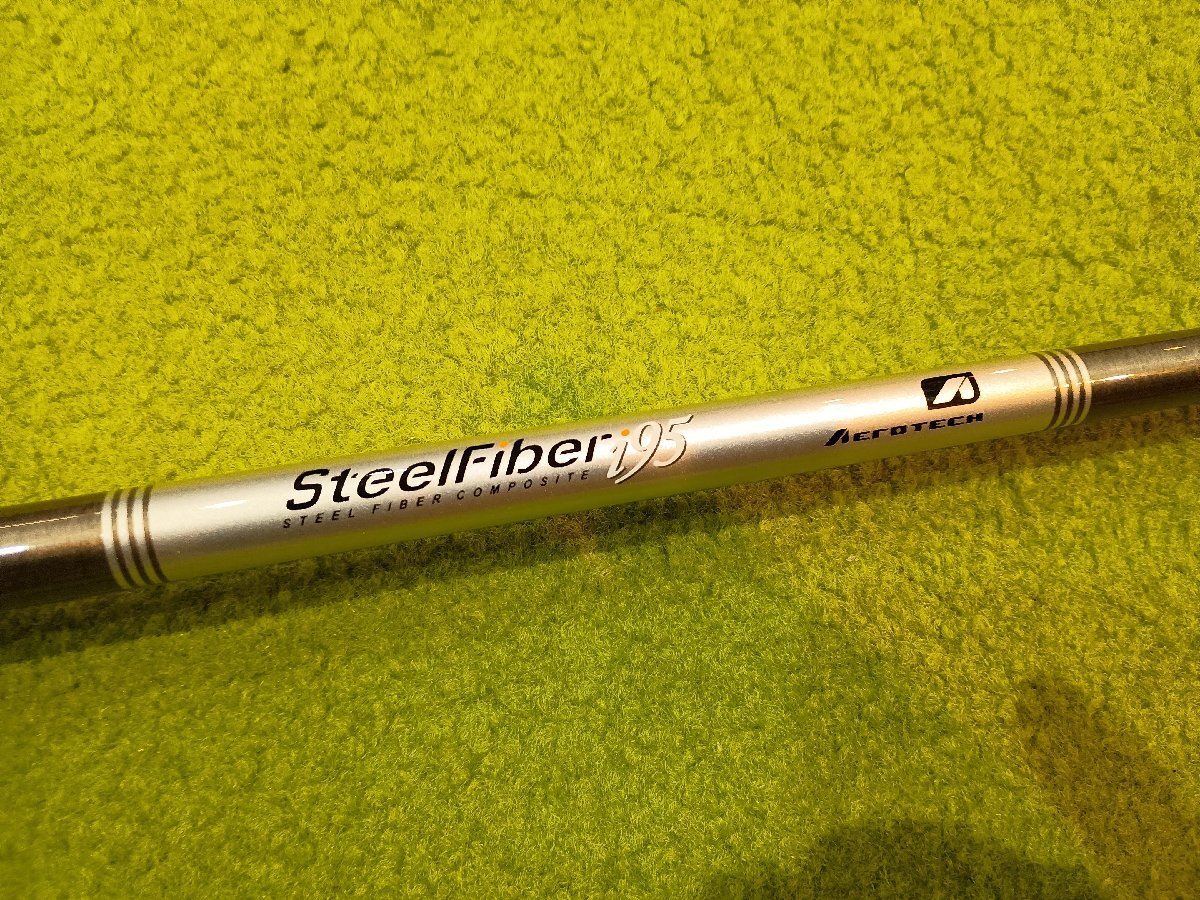 SteelFiber i95
STEEL FIBER COMPOSITE
AEROTECH